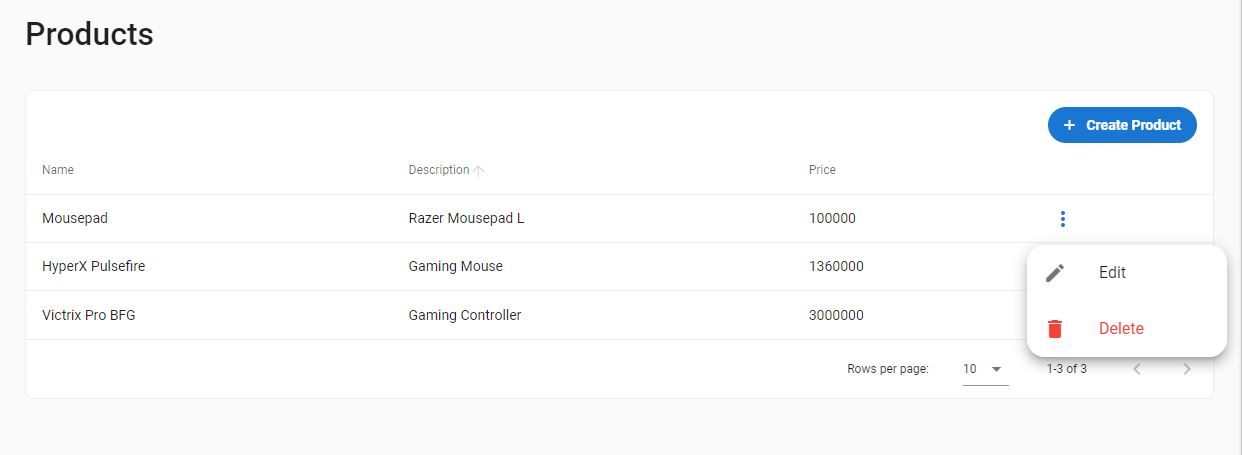 Products
+ Create Product
Name Description Price
Mousepad Razer Mousepad L 100000
HyperX Pulsefire Gaming Mouse 1360000
Edit
Victrix Pro BFG Gaming Controller 3000000
Delete
Rows per page: 10 1-3 of 3